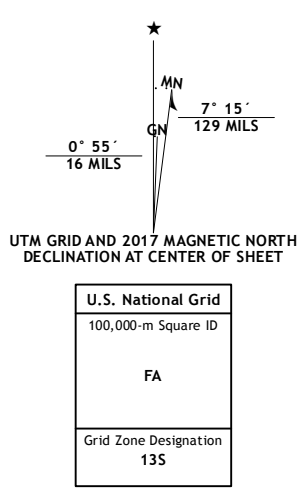 MN
7° 15´
129 MILS
GN
0° 55´
16 MILS
UTM GRID AND 2017 MAGNETIC NORTH
DECLINATION AT CENTER OF SHEET
U.S. National Grid
100,000-m Square ID
FA
Grid Zone Designation
13S